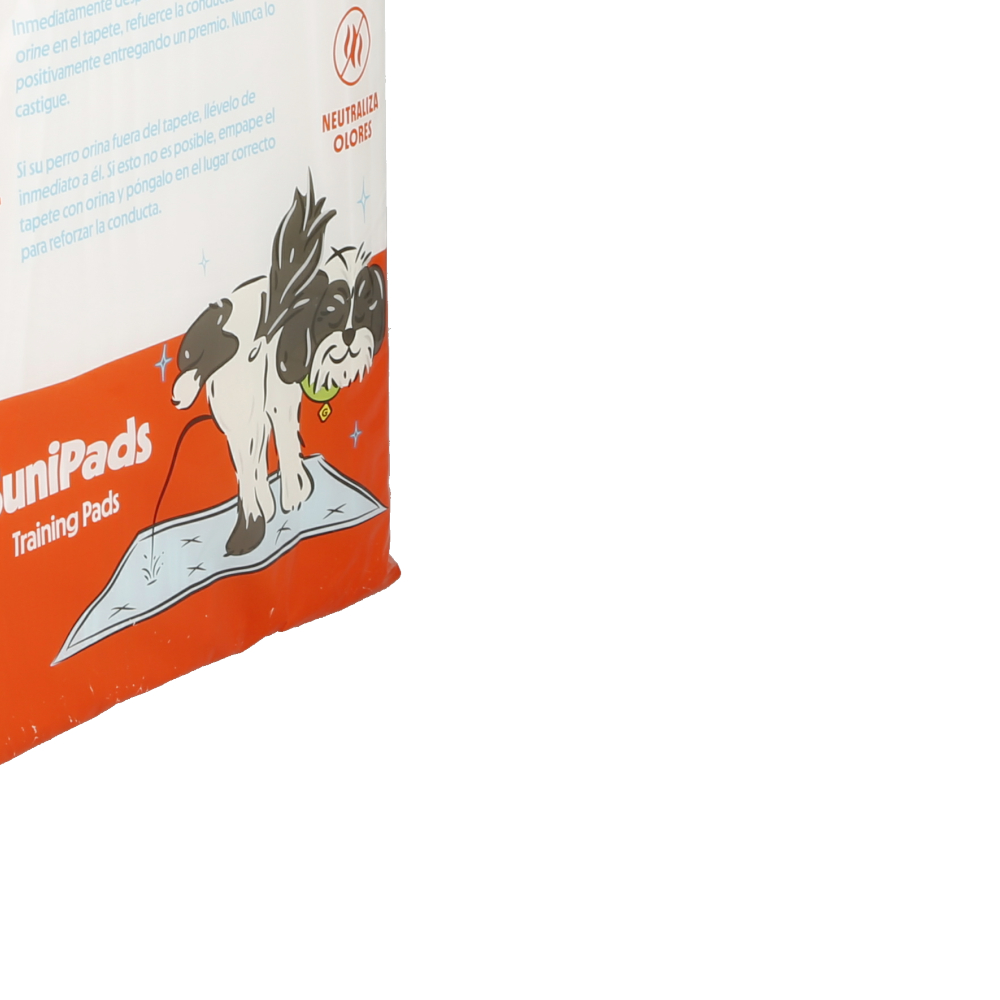 Inmediatamente
orine en el tapete, refuerce la
positivamente entregando un premio. Nunca lo
castigue.
Si su perro orina fuera del tapete, llévelo de
inmediato a él. Si esto no es posible, empape el
tapete con orina y póngalo en el lugar correcto
para reforzar la conducta.
NEUTRALIZA
OLORES
uniPads
Training Pads
G